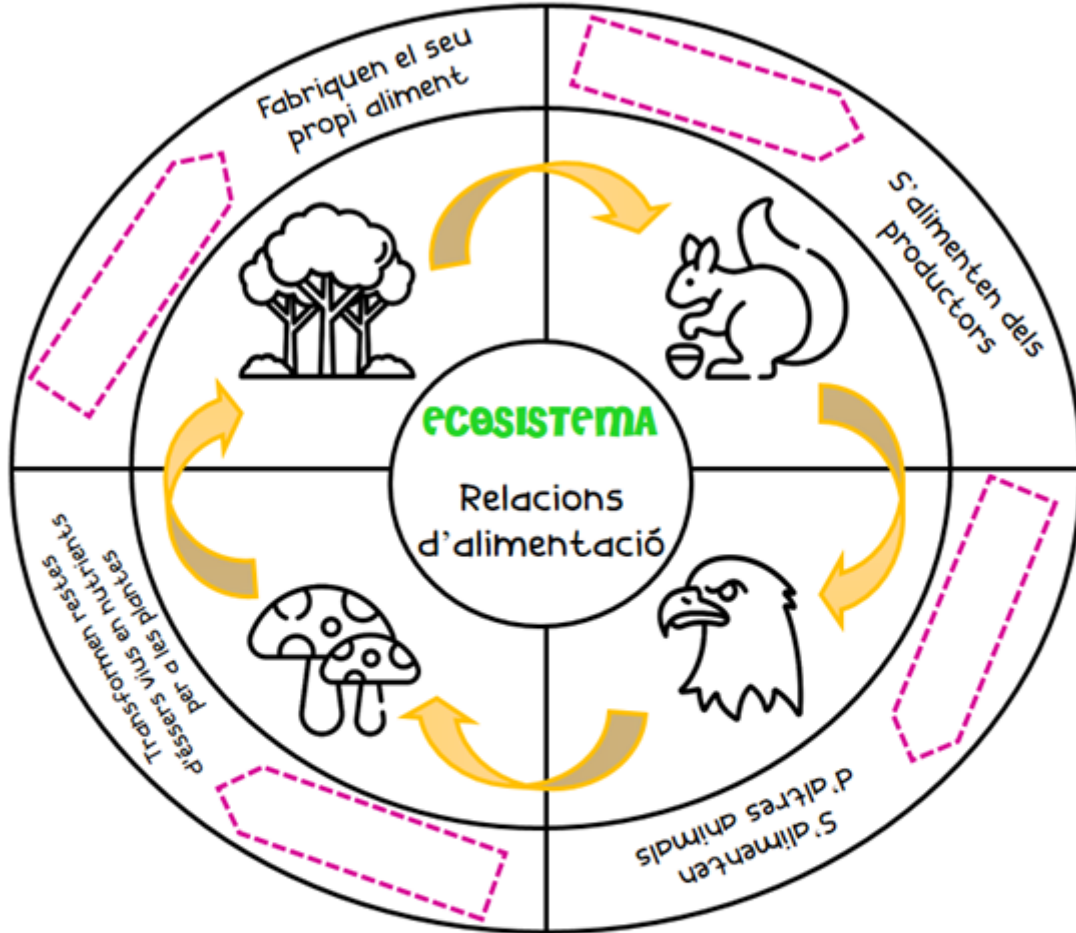 Fabriquen el seu
propi aliment
S'alimenten dels
productors
ecosistema
Relacions
d'alimentació
Transformen restes
d'éssers vius en nutrients
per a les plantes
S'alimenten
d'altres animals